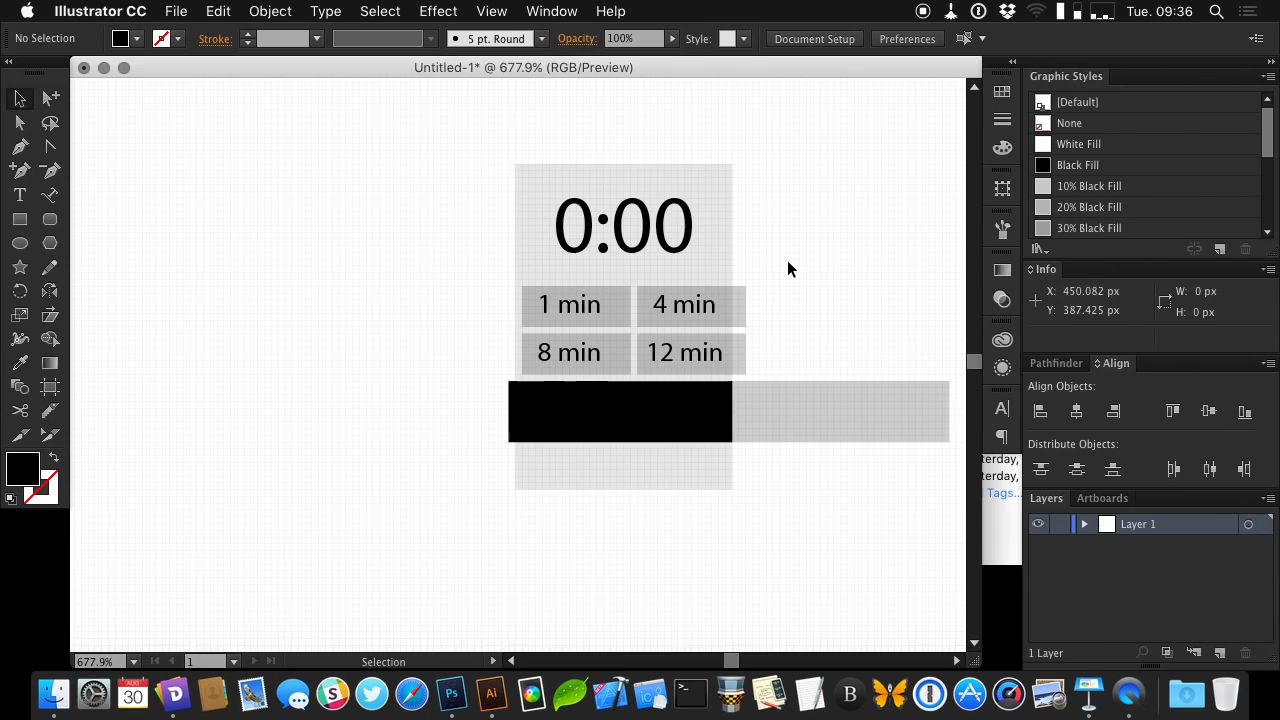 Illustrator CC File Edit Object Type Select Effect View Window Help Tue. 09:36
No Selection Stroke: 5 pt. Round Opacity: 100% Style: Document Setup Preferences
Untitled-1* @ 677.9% (RGB/Preview)
Graphic Styles
[Default]
None
White Fill
Black Fill
10% Black Fill
20% Black Fill
30% Black Fill
0:00
1 min 4 min
8 min 12 min
Info
X: 450.082 px W: 0 px
Y: 387.425 px H: 0 px
Pathfinder Align
Align Objects:
Distribute Objects:
terday,
terday,
Tags...
Layers Artboards
Layer 1
1 Layer
677.9% 1 Selection
AUG
30